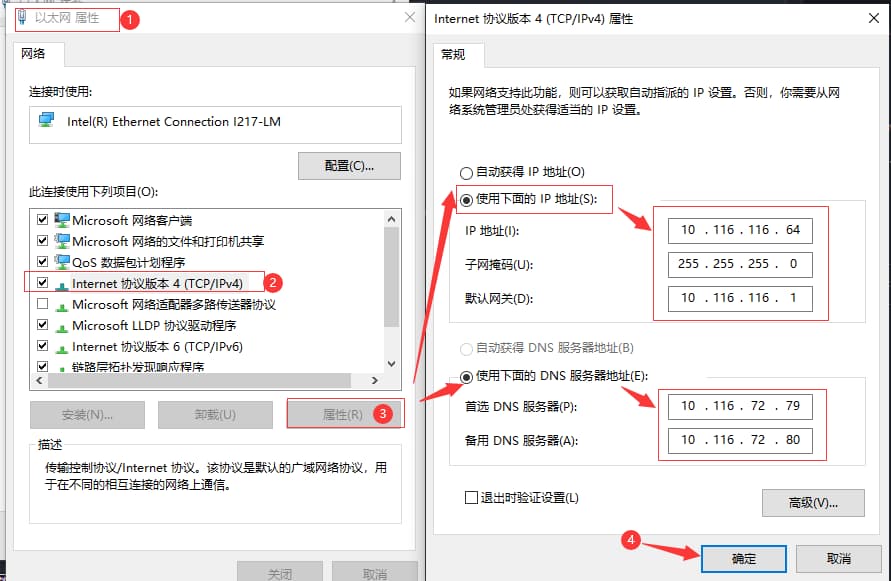 以太网 属性
1
网络
连接时使用:
Intel(R) Ethernet Connection I217-LM
配置(C)...
此连接使用下列项目(O):
Microsoft 网络客户端
Microsoft 网络的文件和打印机共享
QoS 数据包计划程序
Internet 协议版本 4 (TCP/IPv4)
2
Microsoft 网络适配器多路传送器协议
Microsoft LLDP 协议驱动程序
Internet 协议版本 6 (TCP/IPv6)
链路层拓扑发现响应程序
安装(N)...
卸载(U)
属性(R)
3
描述
传输控制协议/Internet 协议。该协议是默认的广域网络协议，用
于在不同的相互连接的网络上通信。
关闭
取消
Internet 协议版本 4 (TCP/IPv4) 属性
常规
如果网络支持此功能，则可以获取自动指派的 IP 设置。否则，你需要从网
络系统管理员处获得适当的 IP 设置。
自动获得 IP 地址(O)
使用下面的 IP 地址(S):
IP 地址(I):
10 . 116 . 116 . 64
子网掩码(U):
255 . 255 . 255 . 0
默认网关(D):
10 . 116 . 116 . 1
自动获得 DNS 服务器地址(B)
使用下面的 DNS 服务器地址(E):
首选 DNS 服务器(P):
10 . 116 . 72 . 79
备用 DNS 服务器(A):
10 . 116 . 72 . 80
退出时验证设置(L)
高级(V)...
4
确定
取消